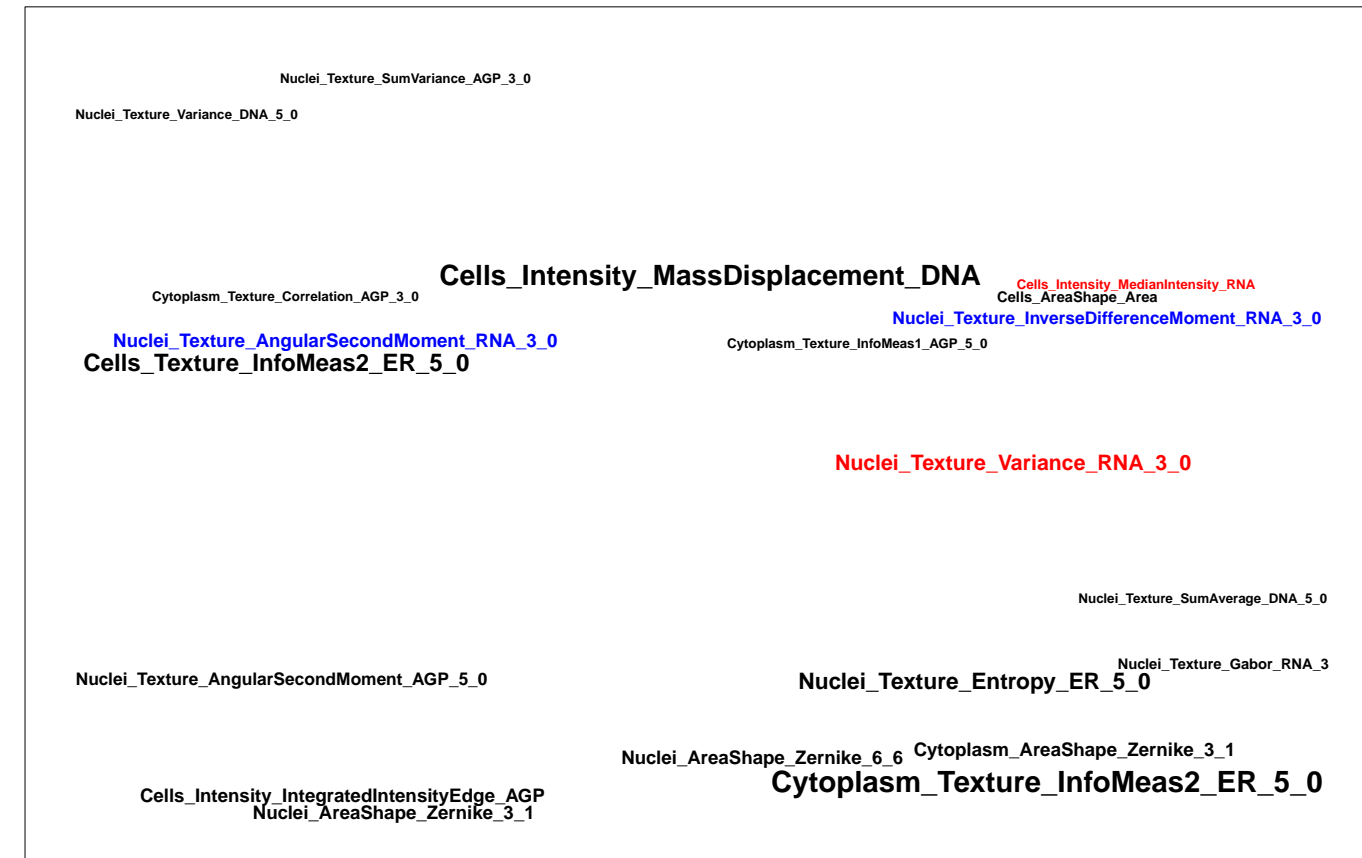 Nuclei_Texture_SumVariance_AGP_3_0
Nuclei_Texture_Variance_DNA_5_0
Cells_Intensity_MassDisplacement_DNA
Cells_Intensity_MedianIntensity_RNA
Cytoplasm_Texture_Correlation_AGP_3_0
Cells_AreaShape_Area
Nuclei_Texture_InverseDifferenceMoment_RNA_3_0
Nuclei_Texture_AngularSecondMoment_RNA_3_0
Cytoplasm_Texture_InfoMeas1_AGP_5_0
Cells_Texture_InfoMeas2_ER_5_0
Nuclei_Texture_Variance_RNA_3_0
Nuclei_Texture_SumAverage_DNA_5_0
Nuclei_Texture_Gabor_RNA_3
Nuclei_Texture_AngularSecondMoment_AGP_5_0
Nuclei_Texture_Entropy_ER_5_0
Cytoplasm_AreaShape_Zernike_3_1
Nuclei_AreaShape_Zernike_6_6
Cytoplasm_Texture_InfoMeas2_ER_5_0
Cells_Intensity_IntegratedIntensityEdge_AGP
Nuclei_AreaShape_Zernike_3_1